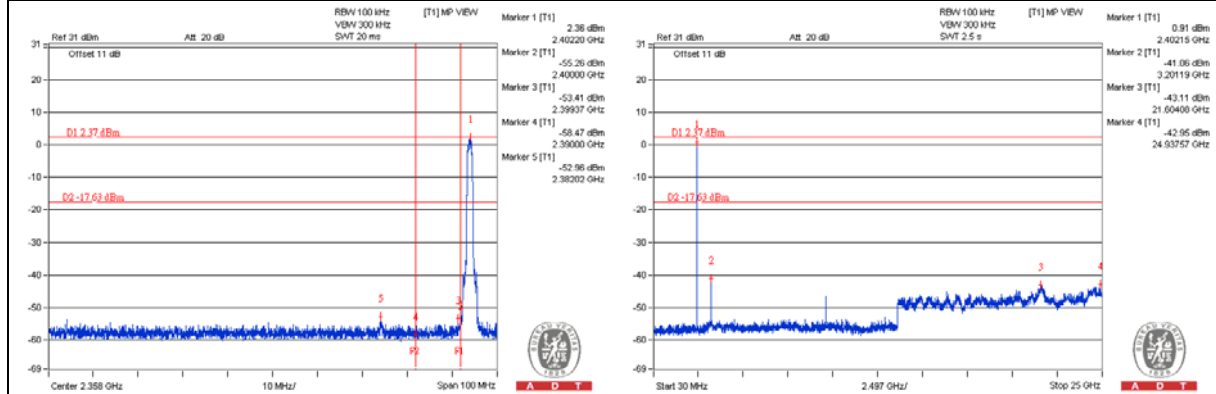 RBW 100 kHz [T1] MP VIEW
VBW 300 kHz
Ref 31 dBm Att 20 dB SWT 20 ms
Offset 11 dB
31
20
10
0
-10
-20
-30
-40
-50
-60
-69
D1 2.37 dBm
D2 -17.63 dBm
1
5
3
4
F2
F1
Center 2.358 GHz 10 MHz/ Span 100 MHz
Marker 1 [T1]
2.36 dBm
2.40220 GHz
Marker 2 [T1]
-55.26 dBm
2.40000 GHz
Marker 3 [T1]
-53.41 dBm
2.39937 GHz
Marker 4 [T1]
-58.47 dBm
2.39000 GHz
Marker 5 [T1]
-52.96 dBm
2.38202 GHz
BUREAU VERITAS
1828
A D T
RBW 100 kHz [T1] MP VIEW
VBW 300 kHz
Ref 31 dBm Att 20 dB SWT 2.5 s
Offset 11 dB
31
20
10
0
-10
-20
-30
-40
-50
-60
-69
D1 2.37 dBm
D2 -17.63 dBm
1
2
3
4
Start 30 MHz 2.497 GHz/ Stop 25 GHz
Marker 1 [T1]
0.91 dBm
2.40215 GHz
Marker 2 [T1]
-41.06 dBm
3.20119 GHz
Marker 3 [T1]
-43.11 dBm
21.60408 GHz
Marker 4 [T1]
-42.95 dBm
24.93757 GHz
BUREAU VERITAS
1828
A D T